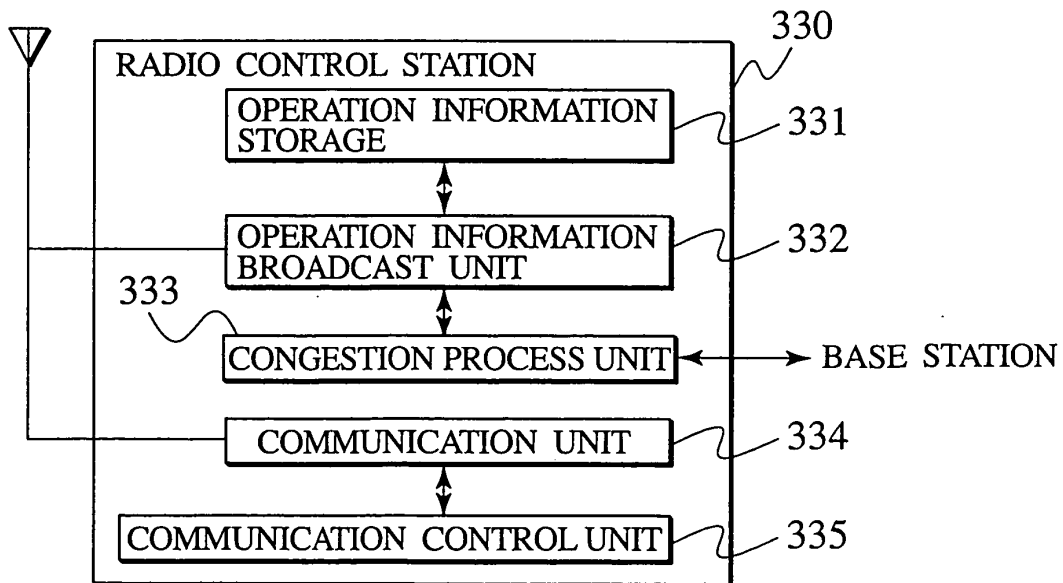 330
RADIO CONTROL STATION
OPERATION INFORMATION
STORAGE
331
OPERATION INFORMATION
BROADCAST UNIT
332
333
CONGESTION PROCESS UNIT
BASE STATION
COMMUNICATION UNIT
334
COMMUNICATION CONTROL UNIT
335